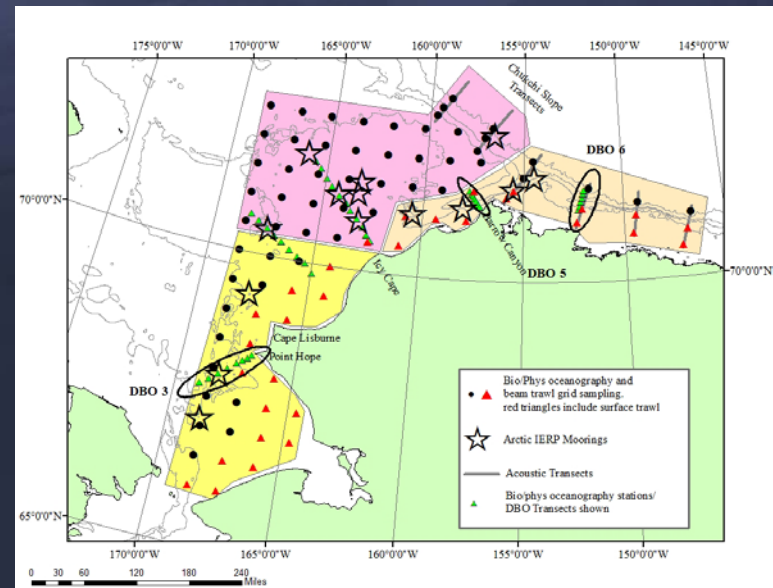 175°0'0"W 170°0'0"W 165°0'0"W 160°0'0"W 155°0'0"W 150°0'0"W 145°0'0"W
Chukchi Slope
Transects
DBO 6
70°0'0"N
Barrow Canyon
DBO 5
70°0'0"N
Icy Cape
Cape Lisburne
Point Hope
DBO 3
Bio/Phys oceanography and
beam trawl grid sampling.
red triangles include surface trawl
Arctic IERP Moorings
Acoustic Transects
Bio/phys oceanography stations/
DBO Transects shown
65°0'0"N
170°0'0"W 165°0'0"W 160°0'0"W 155°0'0"W 150°0'0"W
0 30 60 120 180 240
Miles